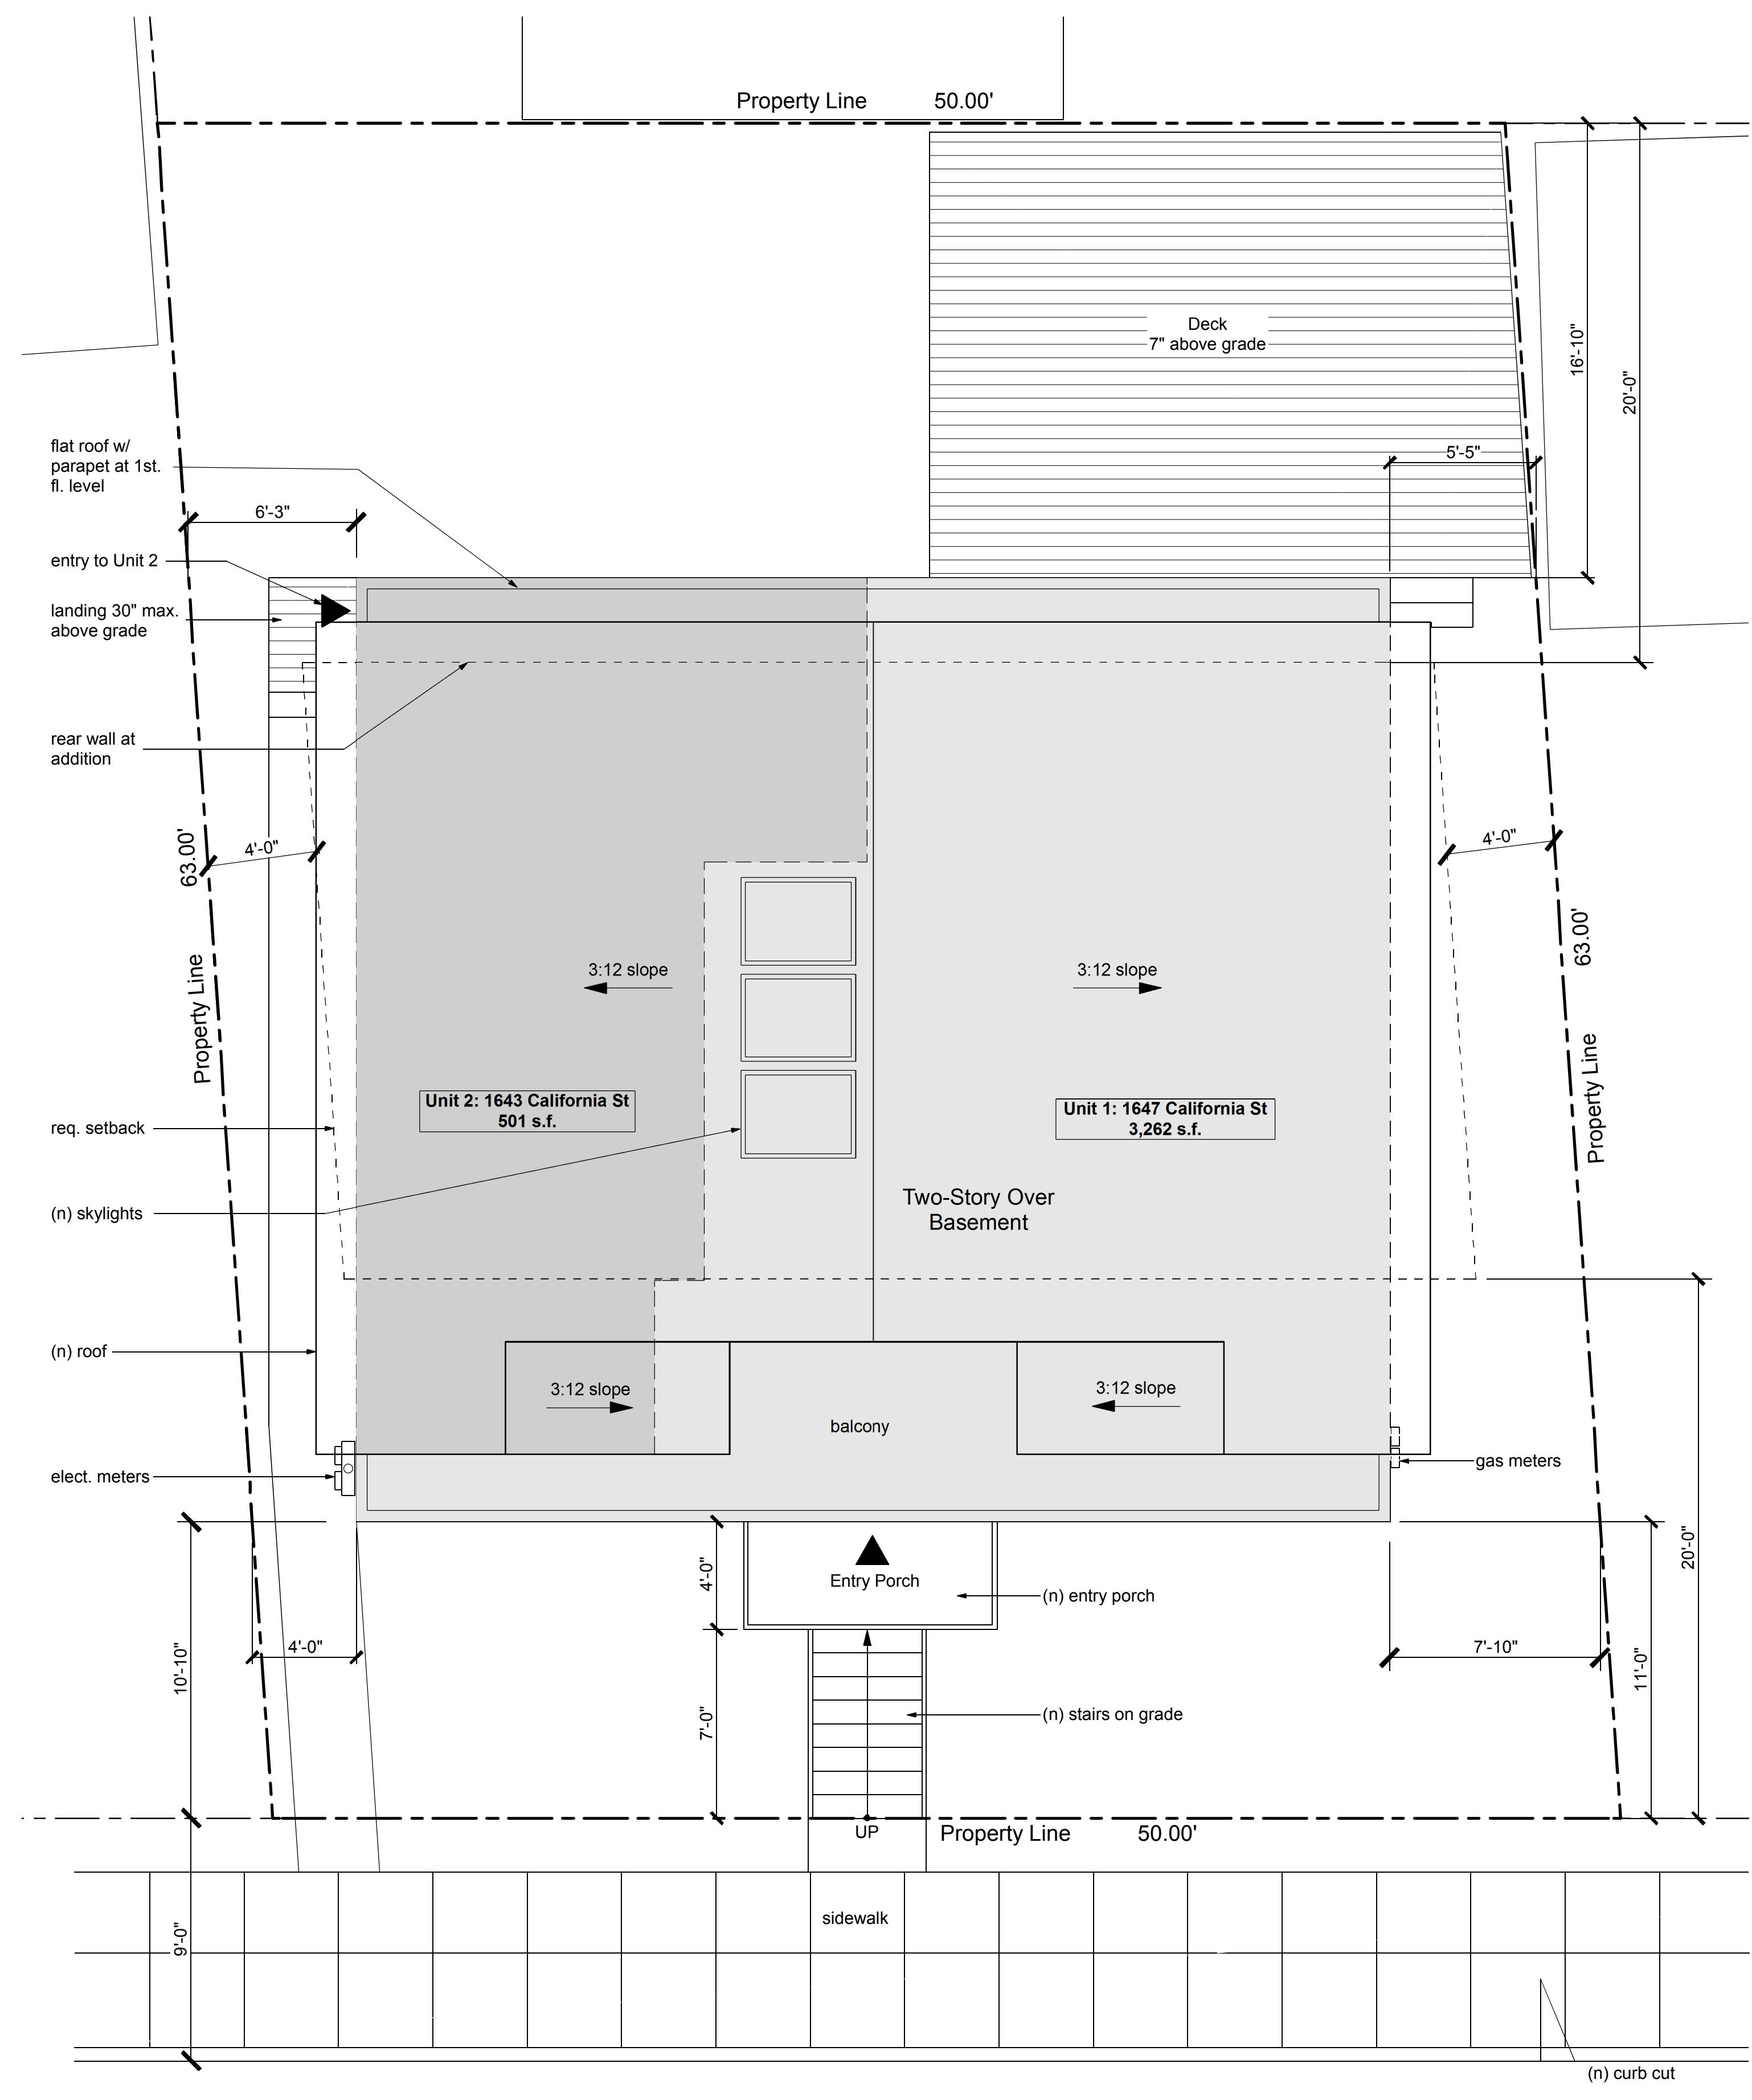 Property Line 50.00'
Deck
7" above grade
16'-10"
20'-0"
5'-5"
flat roof w/
parapet at 1st.
fl. level
6'-3"
entry to Unit 2
landing 30" max.
above grade
rear wall at
addition
63.00'
4'-0"
4'-0"
63.00'
Property Line
3:12 slope
3:12 slope
Property Line
Unit 2: 1643 California St
501 s.f.
Unit 1: 1647 California St
3,262 s.f.
req. setback
(n) skylights
Two-Story Over
Basement
(n) roof
3:12 slope
3:12 slope
balcony
elect. meters
gas meters
4'-0"
Entry Porch
(n) entry porch
20'-0"
10'-10"
4'-0"
7'-10"
11'-0"
7'-0"
(n) stairs on grade
UP
Property Line 50.00'
sidewalk
9'-0"
(n) curb cut